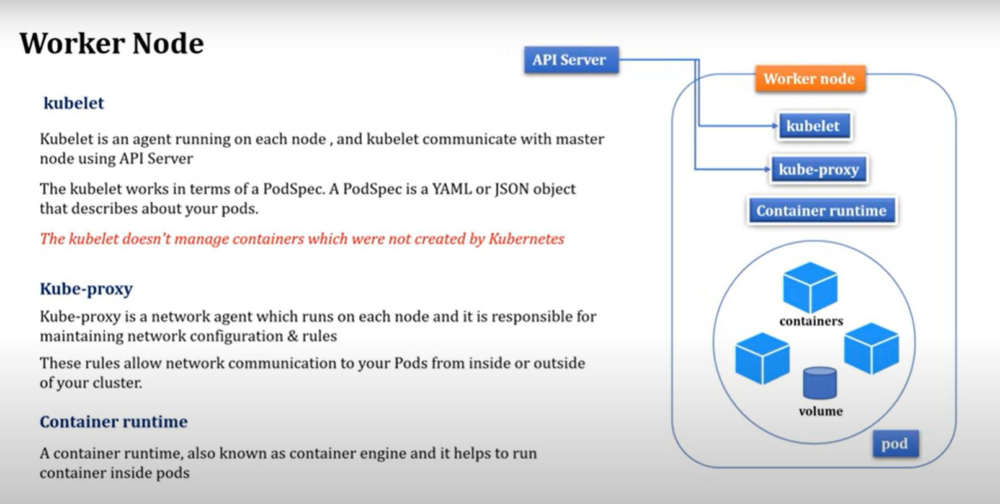 Worker Node
kubelet
Kubelet is an agent running on each node , and kubelet communicate with master
node using API Server
The kubelet works in terms of a PodSpec. A PodSpec is a YAML or JSON object
that describes about your pods.
The kubelet doesn't manage containers which were not created by Kubernetes
Kube-proxy
Kube-proxy is a network agent which runs on each node and it is responsible for
maintaining network configuration & rules
These rules allow network communication to your Pods from inside or outside
of your cluster.
Container runtime
A container runtime, also known as container engine and it helps to run
container inside pods
API Server
Worker node
kubelet
kube-proxy
Container runtime
containers
volume
pod